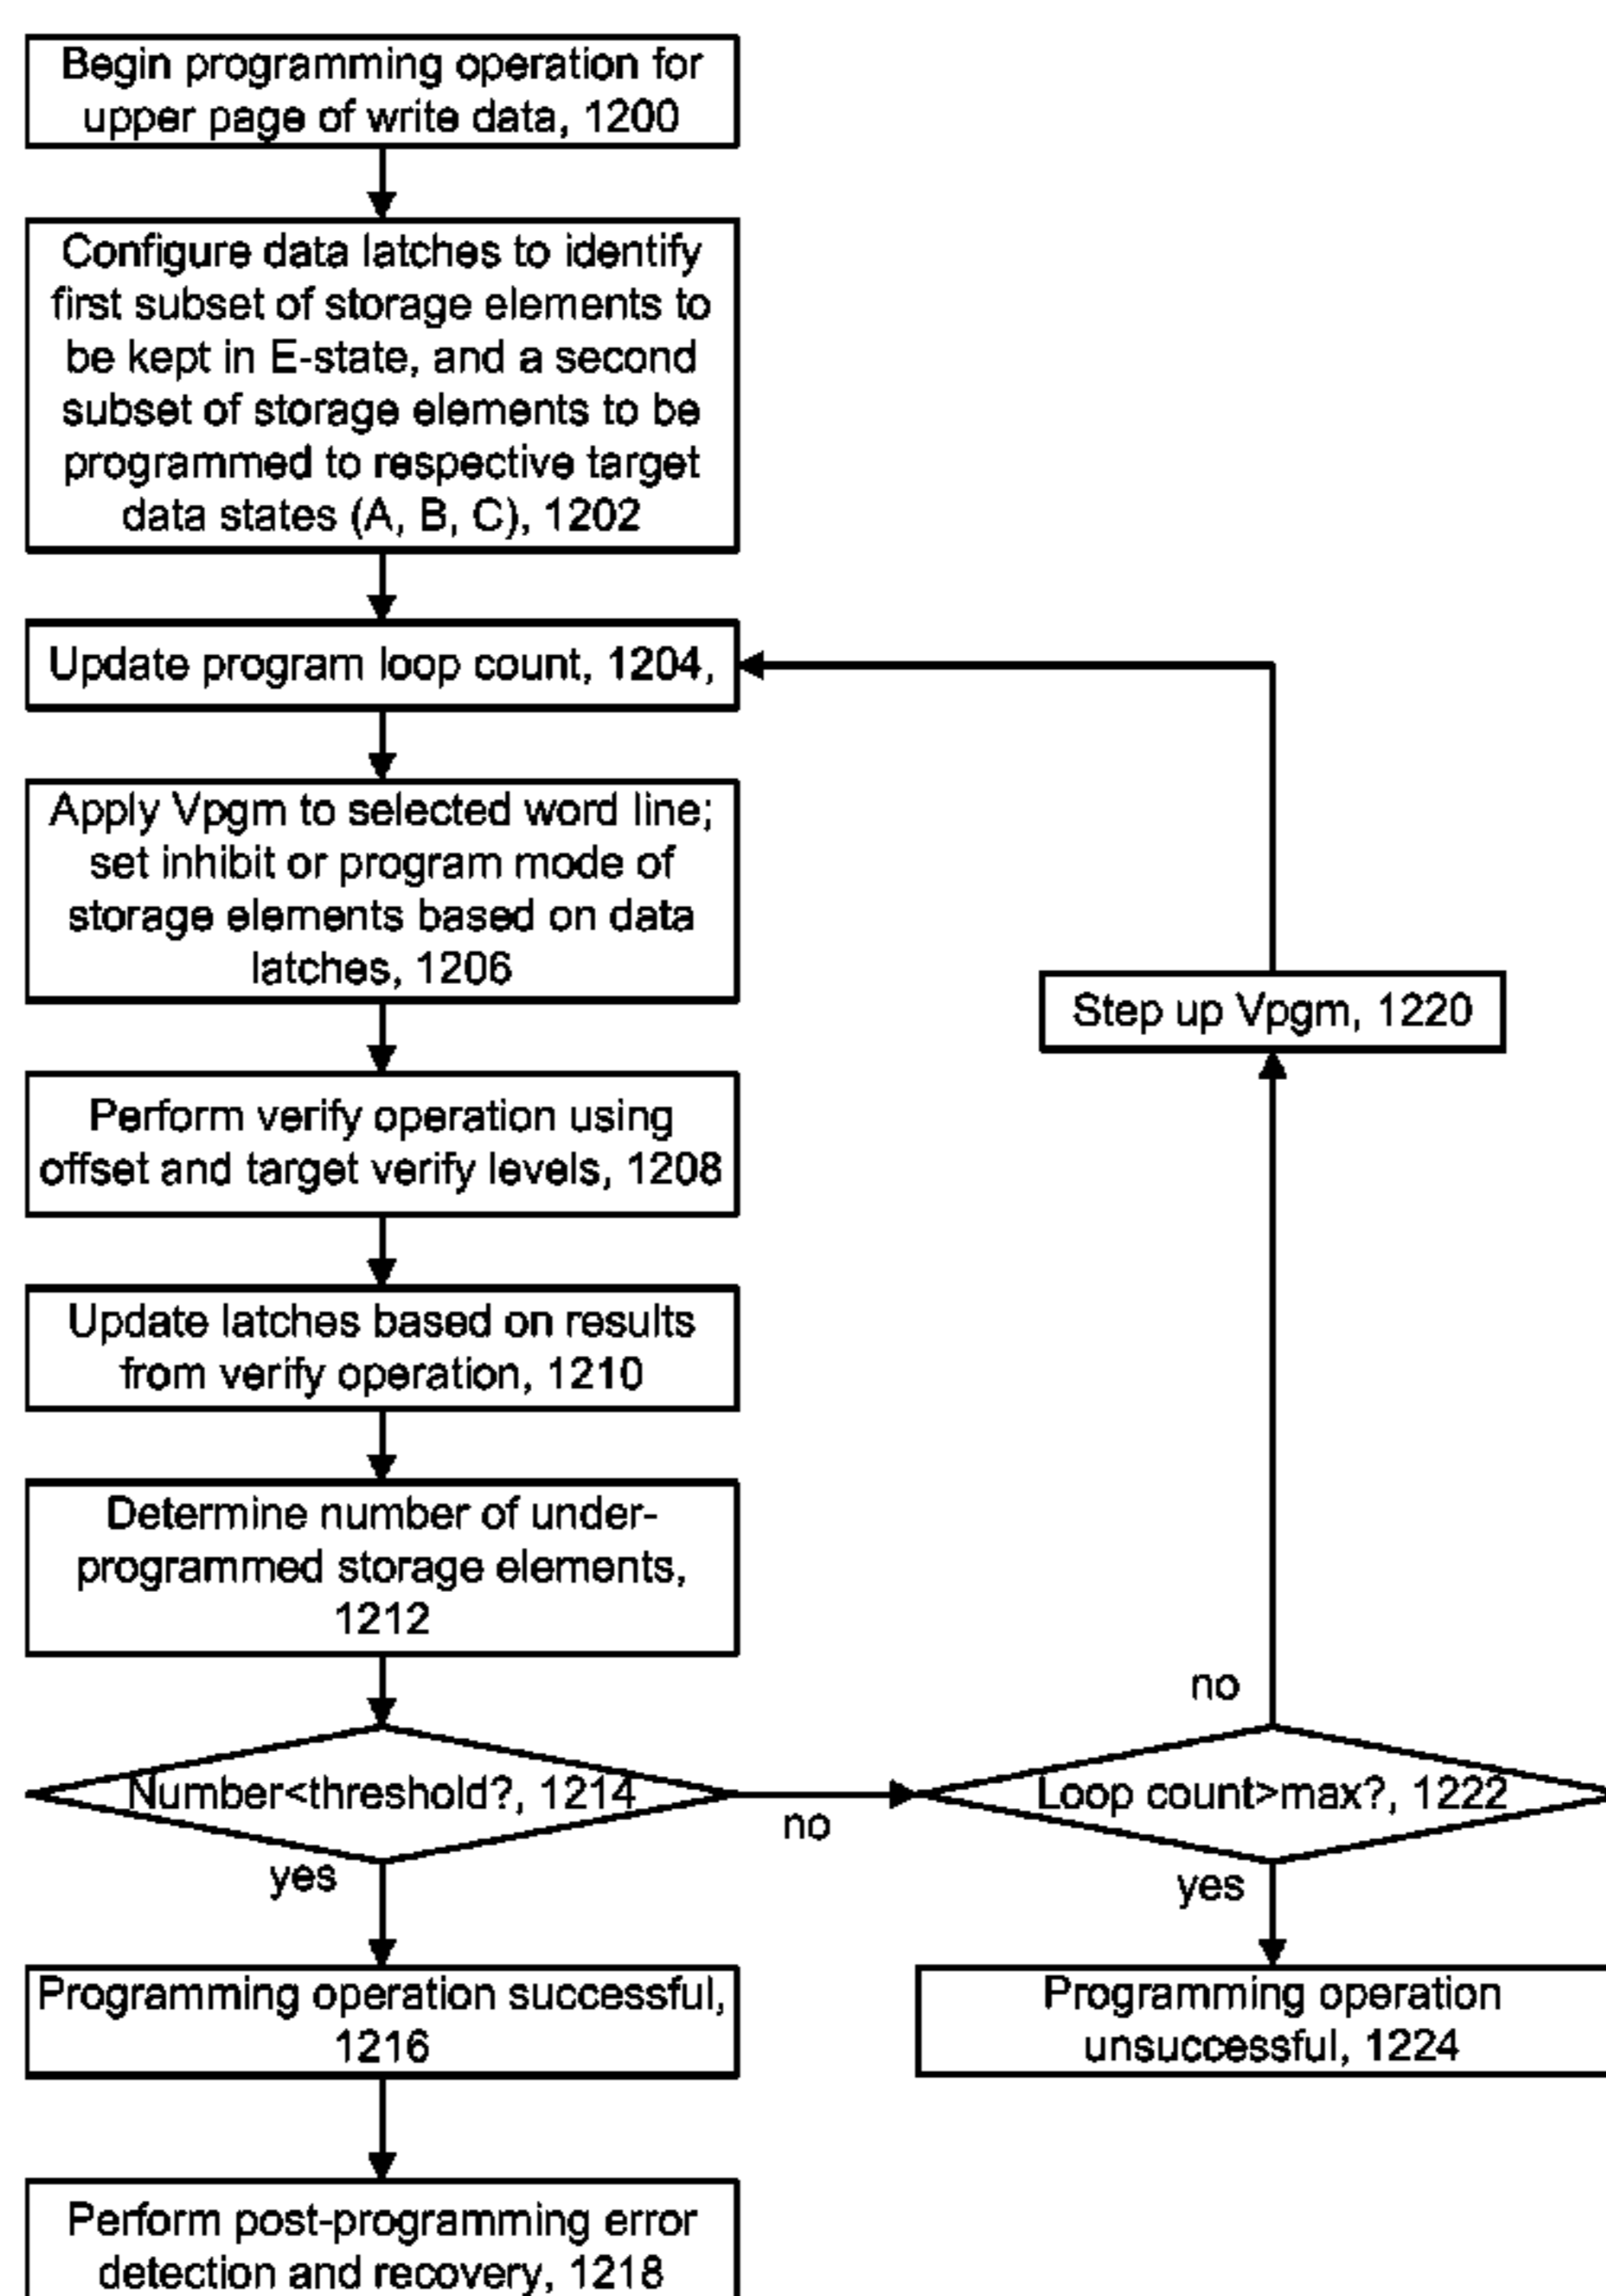 Begin programming operation for
upper page of write data, 1200
Configure data latches to identify
first subset of storage elements to
be kept in E-state, and a second
subset of storage elements to be
programmed to respective target
data states (A, B, C), 1202
Update program loop count, 1204,
Apply Vpgm to selected word line;
set inhibit or program mode of
storage elements based on data
latches, 1206
Step up Vpgm, 1220
Perform verify operation using
offset and target verify levels, 1208
Update latches based on results
from verify operation, 1210
Determine number of under-
programmed storage elements,
1212
no
Number<threshold?, 1214
Loop count>max?, 1222
no
yes
yes
Programming operation successful,
1216
Programming operation
unsuccessful, 1224
Perform post-programming error
detection and recovery, 1218